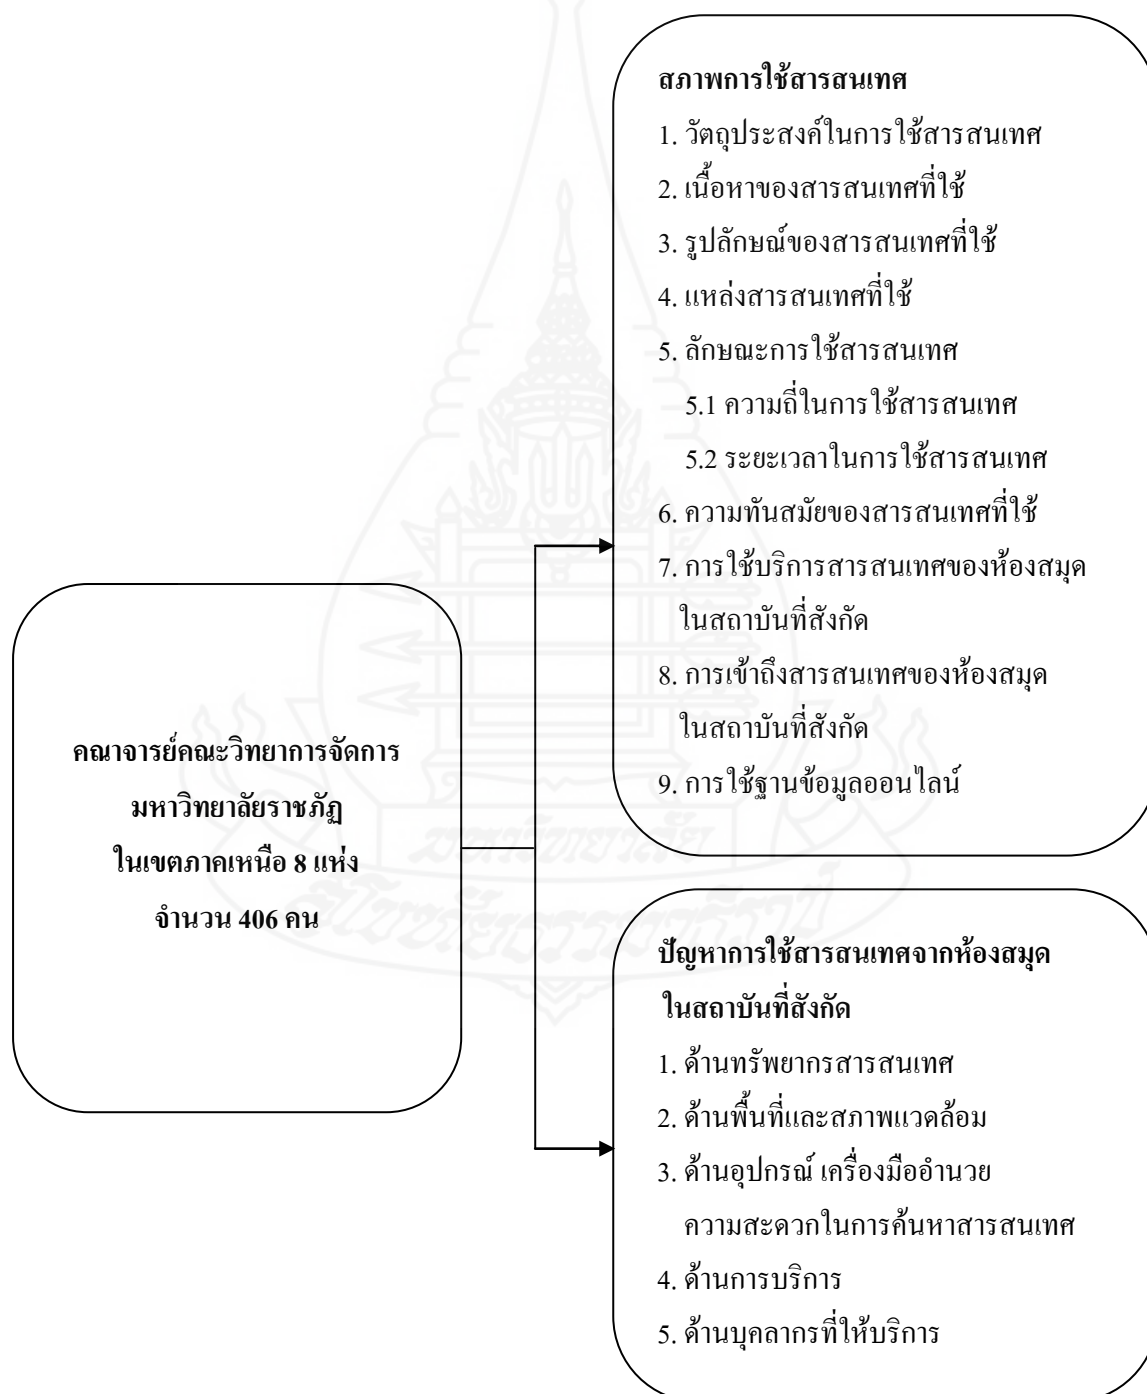 สภาพการใช้สารสนเทศ
1. วัตถุประสงค์ในการใช้สารสนเทศ
2. เนื้อหาของสารสนเทศที่ใช้
3. รูปลักษณ์ของสารสนเทศที่ใช้
4. แหล่งสารสนเทศที่ใช้
5. ลักษณะการใช้สารสนเทศ
5.1 ความถี่ในการใช้สารสนเทศ
5.2 ระยะเวลาในการใช้สารสนเทศ
6. ความทันสมัยของสารสนเทศที่ใช้
7. การใช้บริการสารสนเทศของห้องสมุด
ในสถาบันที่สังกัด
8. การเข้าถึงสารสนเทศของห้องสมุด
ในสถาบันที่สังกัด
9. การใช้ฐานข้อมูลออนไลน์
คณาจารย์คณะวิทยาการจัดการ
มหาวิทยาลัยราชภัฏ
ในเขตภาคเหนือ 8 แห่ง
จำนวน 406 คน
มหาวิทยาลัย
สุโขทัยธรรมาธิราช
ปัญหาการใช้สารสนเทศจากห้องสมุด
ในสถาบันที่สังกัด
1. ด้านทรัพยากรสารสนเทศ
2. ด้านพื้นที่และสภาพแวดล้อม
3. ด้านอุปกรณ์ เครื่องมืออำนวย
ความสะดวกในการค้นหาสารสนเทศ
4. ด้านการบริการ
5. ด้านบุคลากรที่ให้บริการ